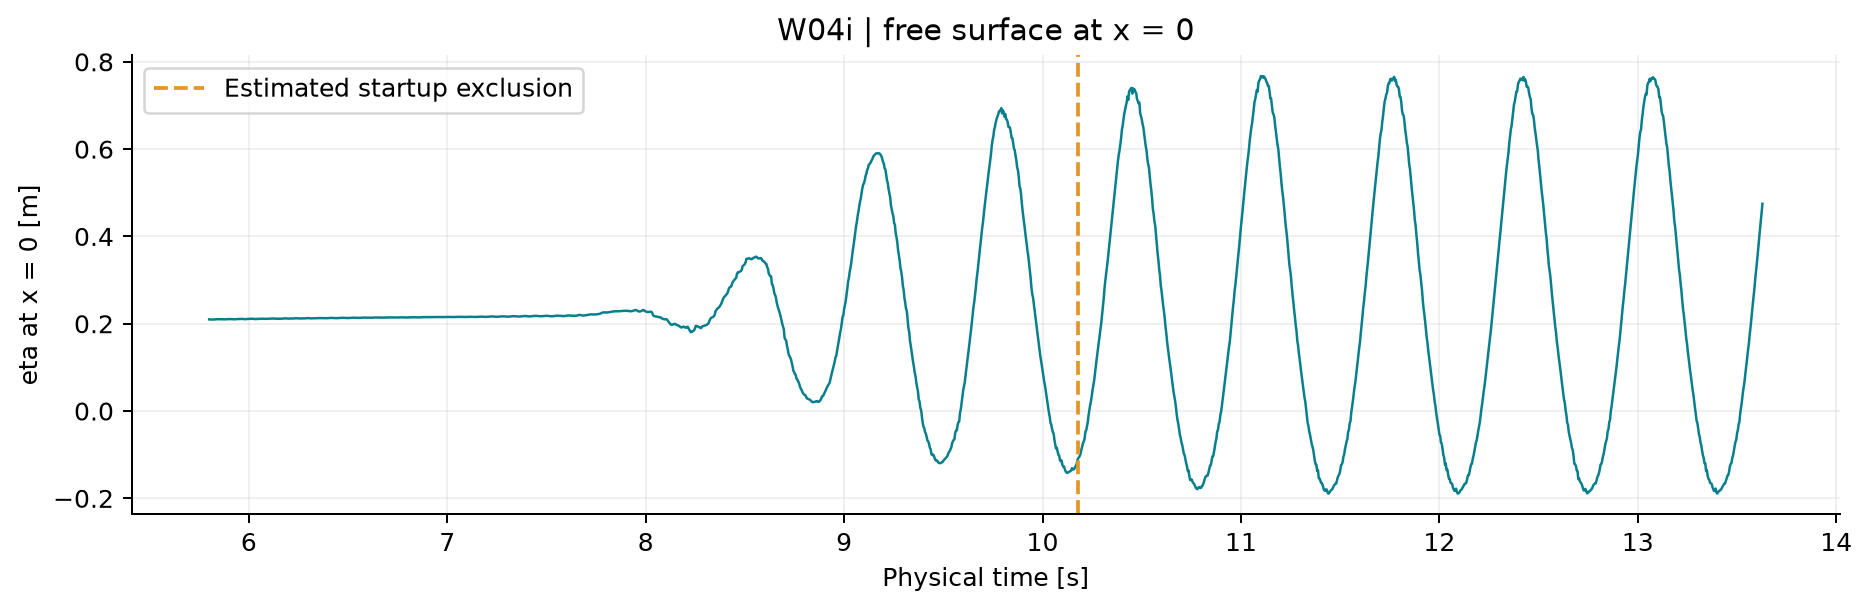 W04i | free surface at x = 0
Estimated startup exclusion
eta at x = 0 [m]
0.8
0.6
0.4
0.2
0.0
−0.2
6 7 8 9 10 11 12 13 14
Physical time [s]